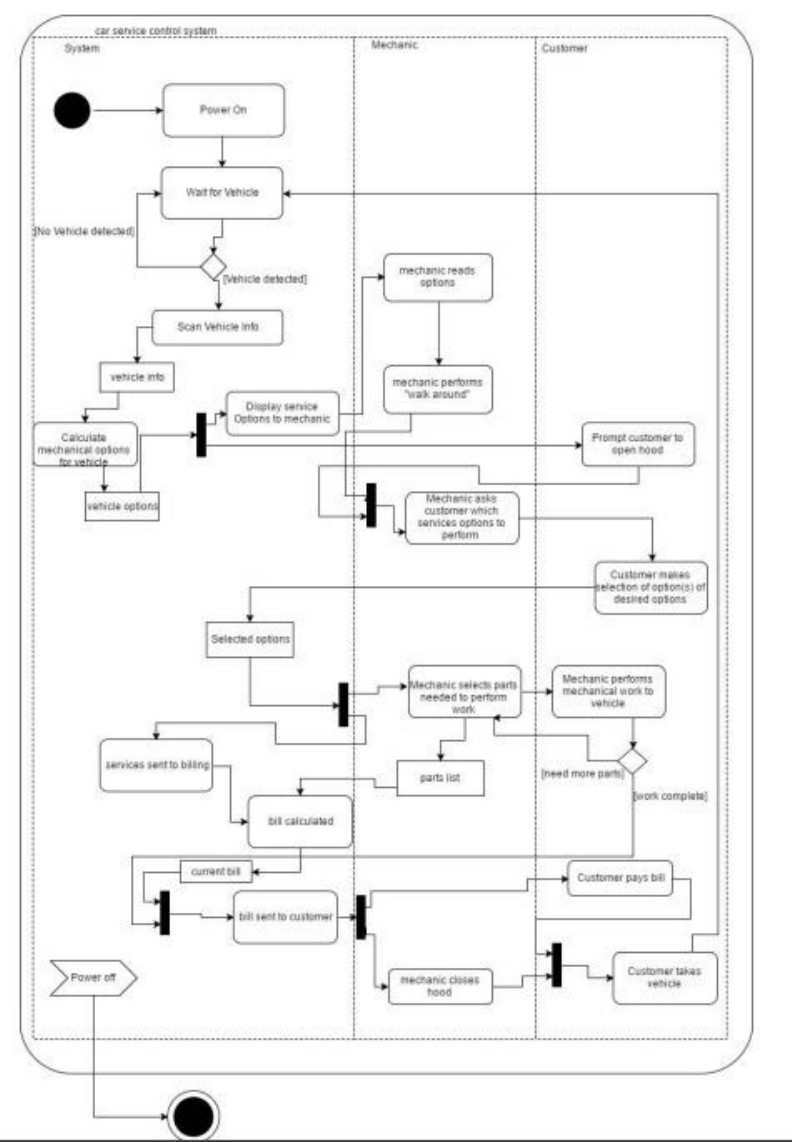 car service control system
System
Mechanic
Customer
Power On
Wait for Vehicle
[No Vehicle detected]
[Vehicle detected]
mechanic reads
options
Scan Vehicle Info
vehicle info
mechanic performs
"walk around"
Display service
Options to mechanic
Calculate
mechanical options
for vehicle
Prompt customer to
open hood
vehicle options
Mechanic asks
customer which
services options to
perform
Customer makes
selection of option(s) of
desired options
Selected options
Mechanic selects parts
needed to perform
work
Mechanic performs
mechanical work to
vehicle
services sent to billing
parts list
[need more parts]
[work complete]
bill calculated
current bill
Customer pays bill
bill sent to customer
Power off
mechanic closes
hood
Customer takes
vehicle